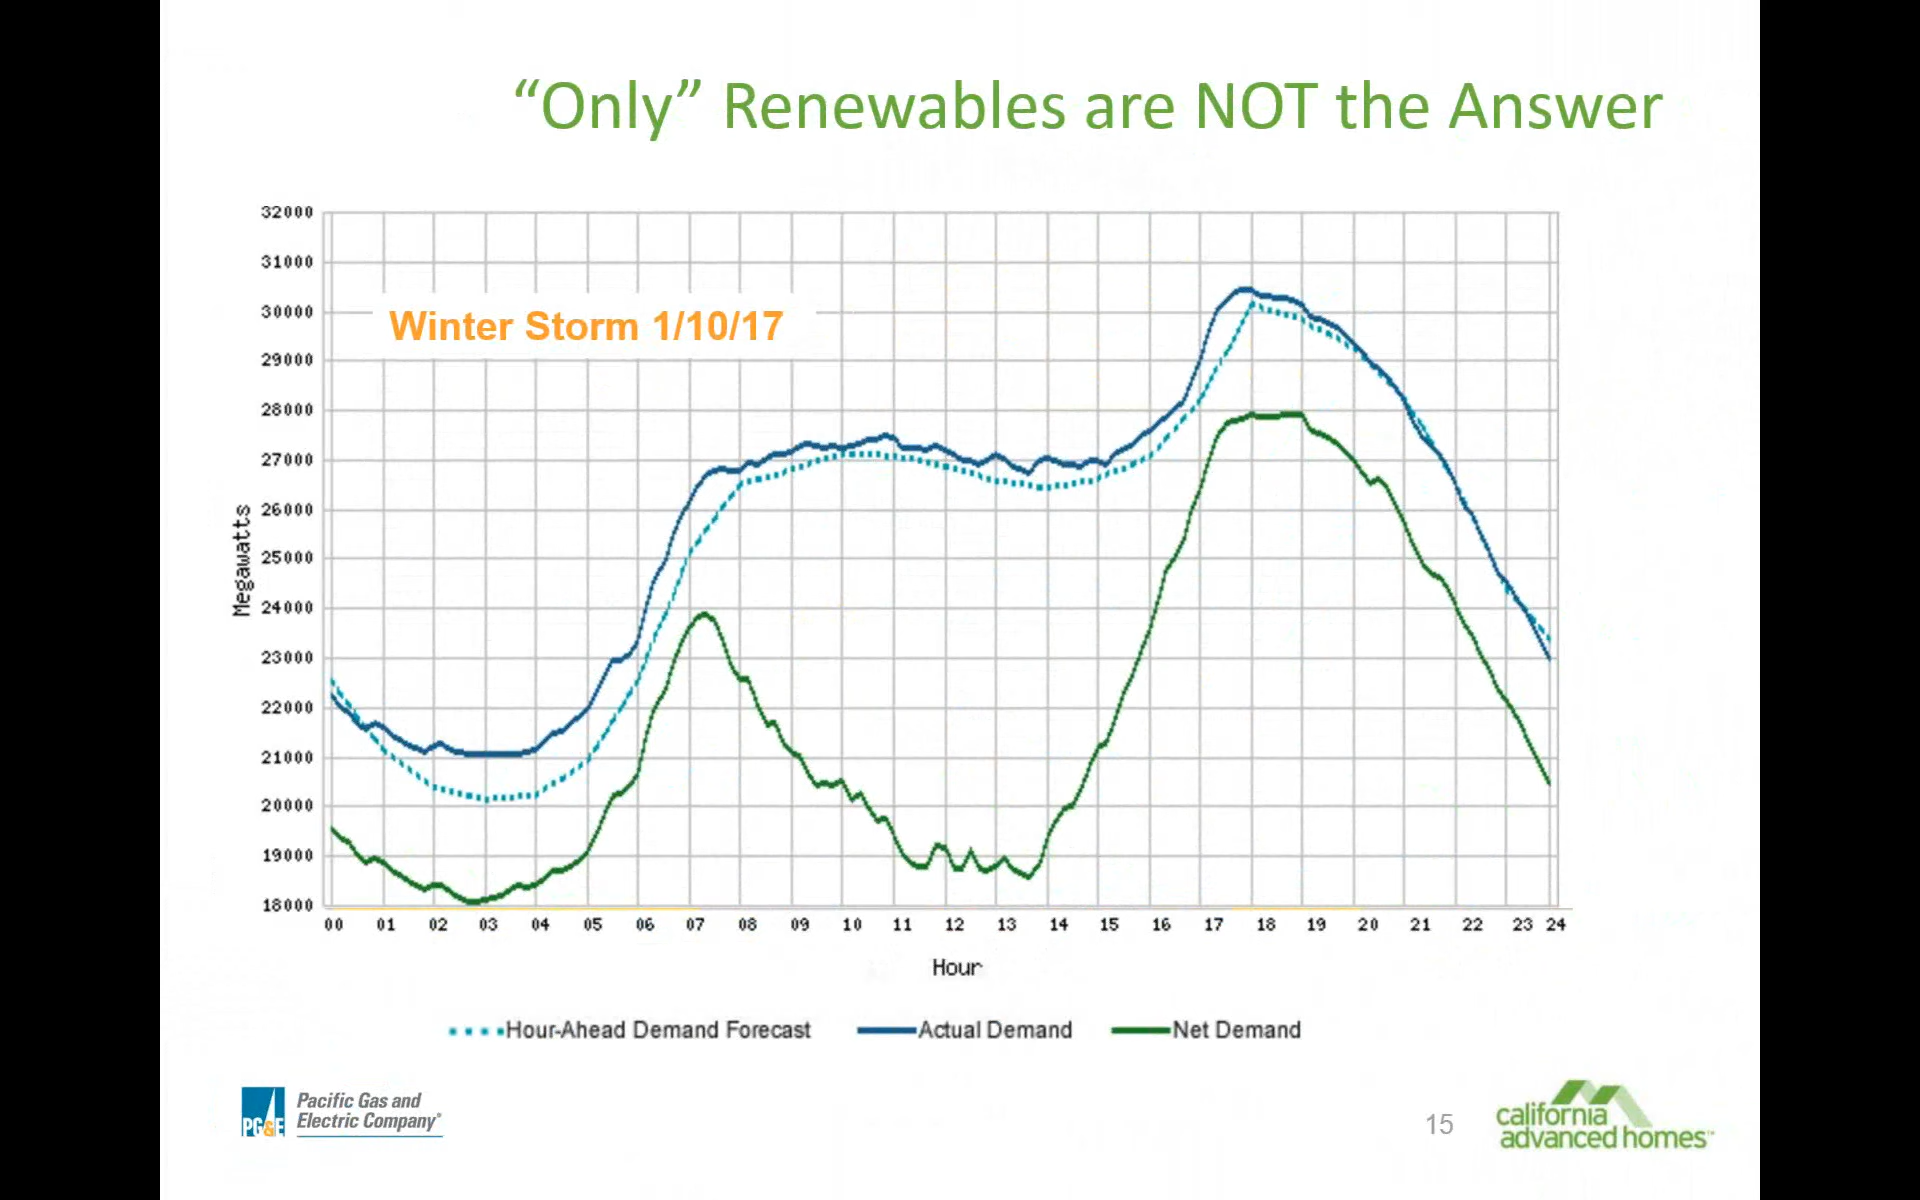 “Only” Renewables are NOT the Answer
32000
31000
30000
29000
28000
27000
26000
25000
24000
23000
22000
21000
20000
19000
18000
Winter Storm 1/10/17
Megawatts
00 01 02 03 04 05 06 07 08 09 10 11 12 13 14 15 16 17 18 19 20 21 22 23 24
Hour
Hour-Ahead Demand Forecast Actual Demand Net Demand
PG&E
Pacific Gas and
Electric Company®
15
california
advanced homes™